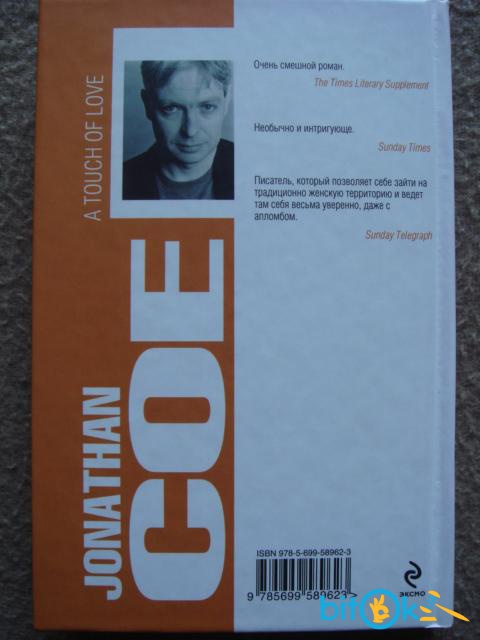 A TOUCH OF LOVE
JONATHAN
COE
Очень смешной роман.
The Times Literary Supplement
Необычно и интригующе.
Sunday Times
Писатель, который позволяет себе зайти на
традиционно женскую территорию и ведет
там себя весьма уверенно, даже с
апломбом.
Sunday Telegraph
ISBN 978-5-699-58962-3
9 785699 589623 >
ЭКСМО
bitok